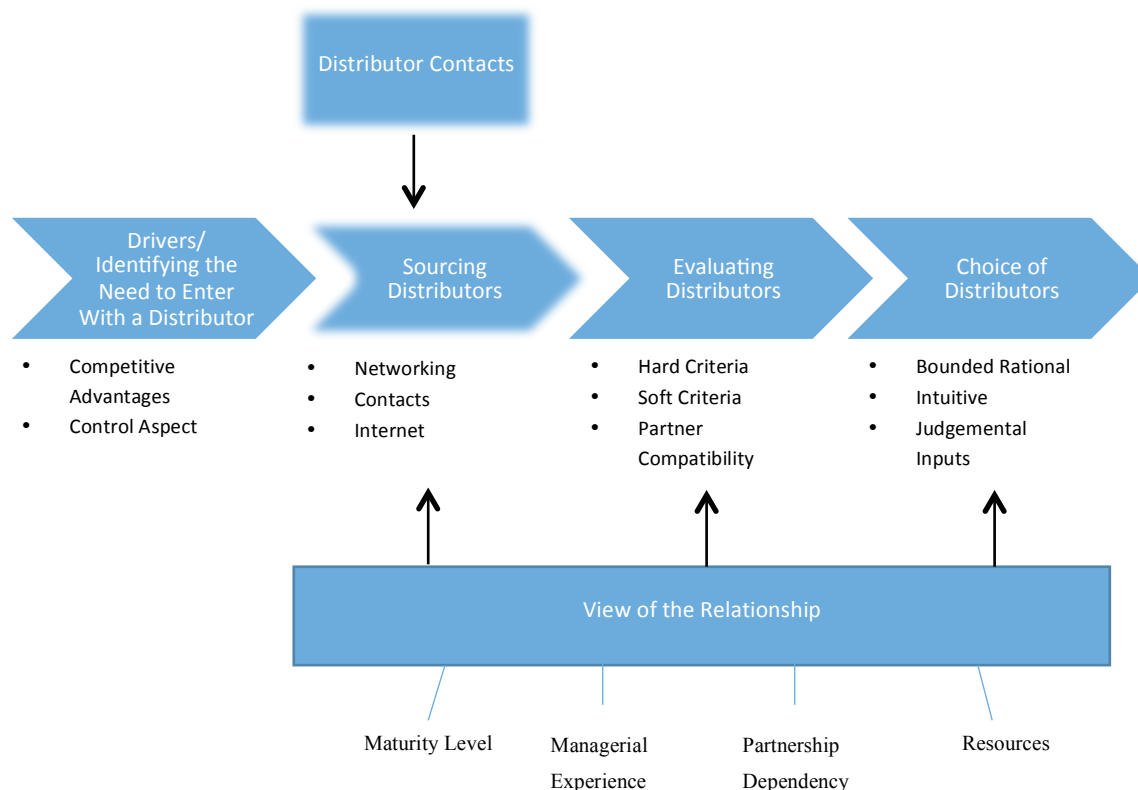 Distributor Contacts
Drivers/
Identifying the
Need to Enter
With a Distributor
Sourcing
Distributors
Evaluating
Distributors
Choice of
Distributors
• Competitive
Advantages
• Control Aspect
• Networking
• Contacts
• Internet
• Hard Criteria
• Soft Criteria
• Partner
Compatibility
• Bounded Rational
• Intuitive
• Judgemental
Inputs
View of the Relationship
Maturity Level
Managerial
Experience
Partnership
Dependency
Resources